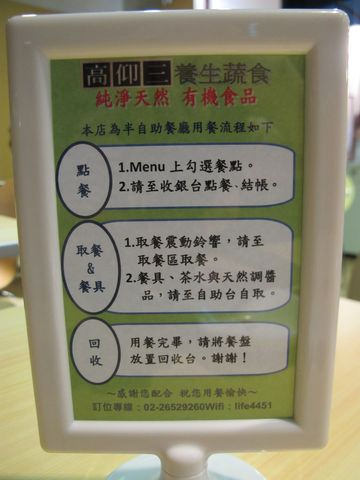 高仰三養生蔬食
純淨天然 有機食品
本店為半自助餐廳用餐流程如下
點餐
1.Menu 上勾選餐點。
2.請至收銀台點餐、結帳。
取餐
&
餐具
1.取餐震動鈴響，請至
取餐區取餐。
2.餐具、茶水與天然調醬
品，請至自助台自取。
回收
用餐完畢，請將餐盤
放置回收台。謝謝！
～感謝您配合 祝您用餐愉快～
訂位專線：02-26529260Wifi：life4451